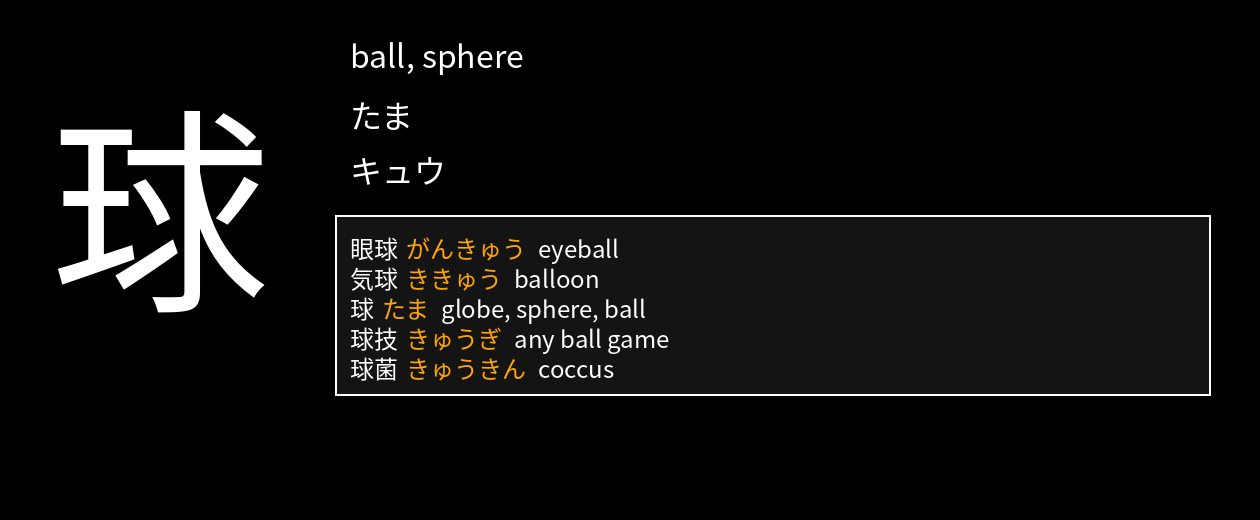 球
ball, sphere
たま
キュウ
眼球 がんきゅう eyeball
気球 ききゅう balloon
球 たま globe, sphere, ball
球技 きゅうぎ any ball game
球菌 きゅうきん coccus